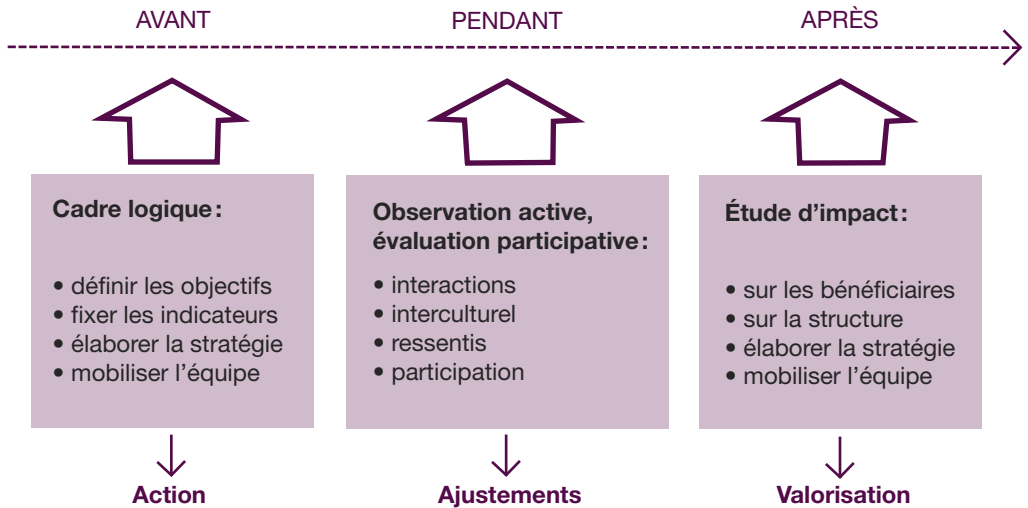 AVANT
PENDANT
APRÈS
Cadre logique :
• définir les objectifs
• fixer les indicateurs
• élaborer la stratégie
• mobiliser l’équipe
Observation active,
évaluation participative :
• interactions
• interculturel
• ressentis
• participation
Étude d’impact :
• sur les bénéficiaires
• sur la structure
• élaborer la stratégie
• mobiliser l’équipe
Action
Ajustements
Valorisation